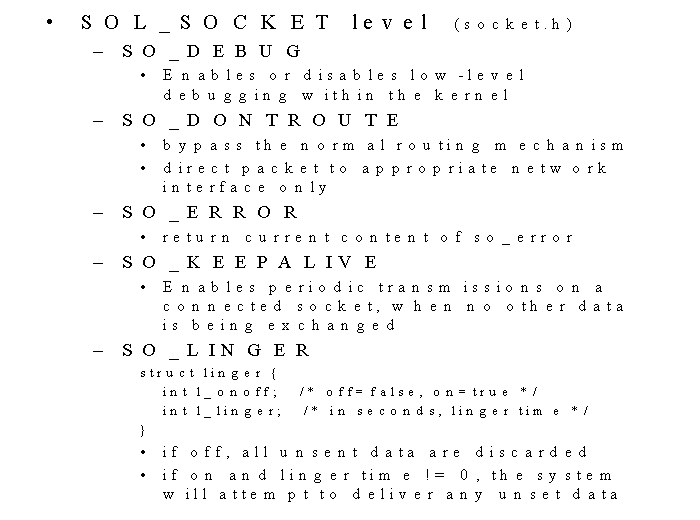 • SOL_SOCKET level (socket.h)
– SO_DEBUG
• Enables or disables low-level
debugging within the kernel
– SO_DONTROUTE
• bypass the normal routing mechanism
• direct packet to appropriate network
interface only
– SO_ERROR
• return current content of so_error
– SO_KEEPALIVE
• Enables periodic transmissions on a
connected socket, when no other data
is being exchanged
– SO_LINGER
struct linger {
int l_onoff; /* off=false, on=true */
int l_linger; /* in seconds, linger time */
}
• if off, all unsent data are discarded
• if on and linger time != 0, the system
will attempt to deliver any unset data